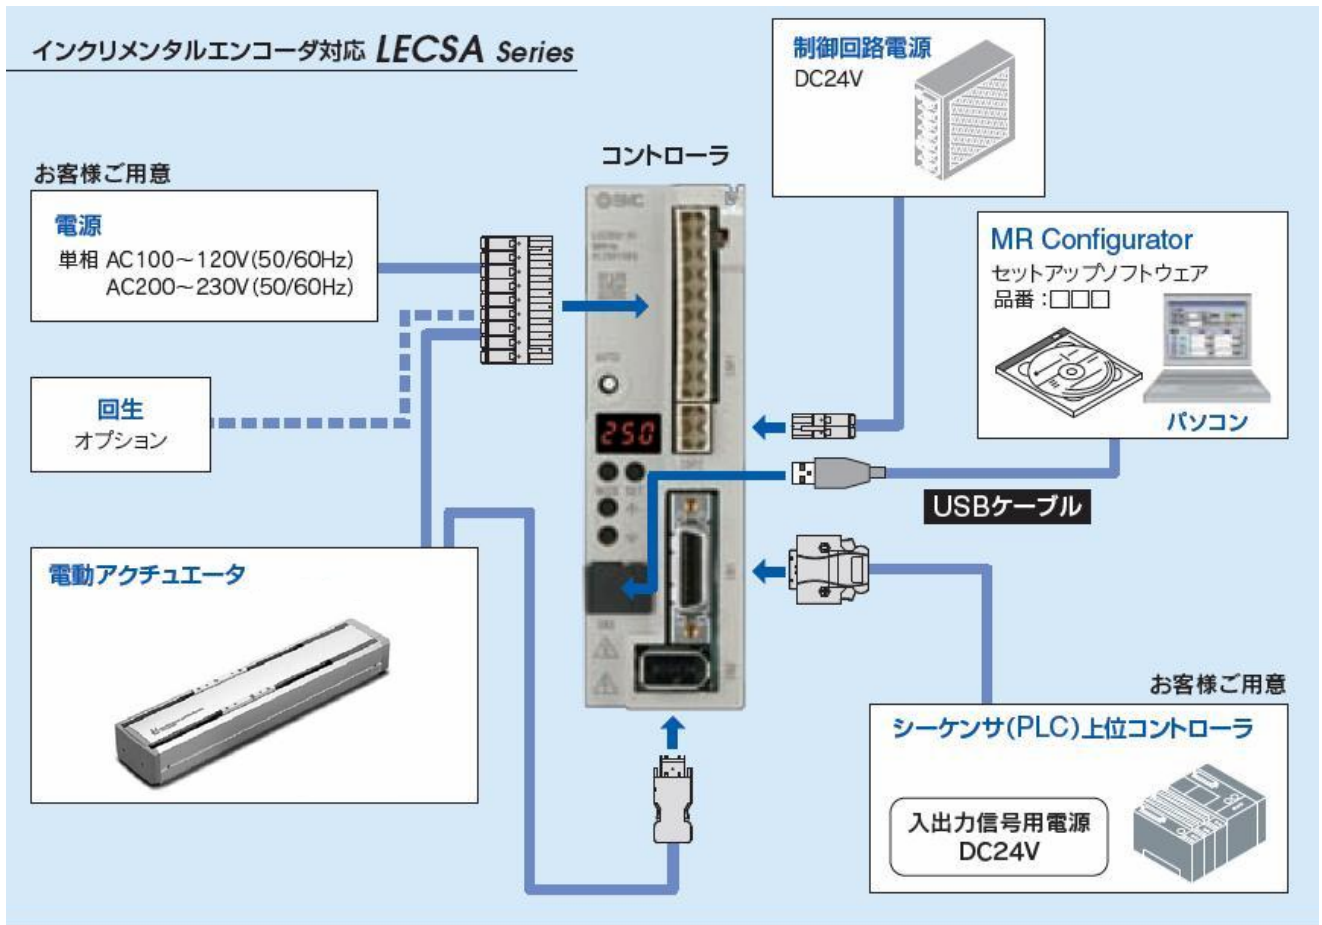 インクリメンタルエンコーダ対応 LECSA Series
制御回路電源
DC24V
コントローラ
お客様ご用意
電源
単相 AC100～120V(50/60Hz)
AC200～230V(50/60Hz)
回生
オプション
MR Configurator
セットアップソフトウェア
品番：□□□
パソコン
USBケーブル
SMC
250
電動アクチュエータ
お客様ご用意
シーケンサ(PLC)上位コントローラ
入出力信号用電源
DC24V